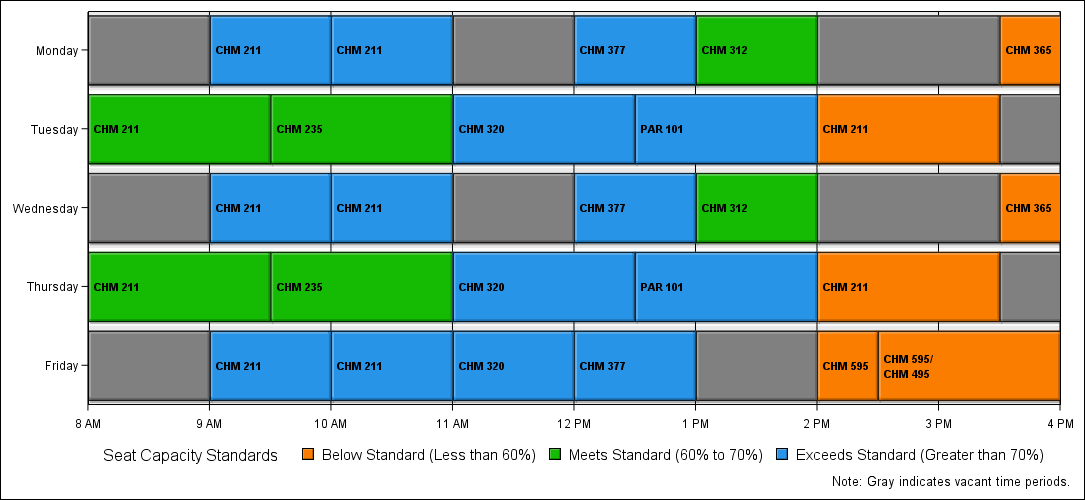 Monday
CHM 211
CHM 211
CHM 377
CHM 312
CHM 365
Tuesday
CHM 211
CHM 235
CHM 320
PAR 101
CHM 211
Wednesday
CHM 211
CHM 211
CHM 377
CHM 312
CHM 365
Thursday
CHM 211
CHM 235
CHM 320
PAR 101
CHM 211
Friday
CHM 211
CHM 211
CHM 320
CHM 377
CHM 595
CHM 595/
CHM 495
8 AM 9 AM 10 AM 11 AM 12 PM 1 PM 2 PM 3 PM 4 PM
Seat Capacity Standards Below Standard (Less than 60%) Meets Standard (60% to 70%) Exceeds Standard (Greater than 70%)
Note: Gray indicates vacant time periods.